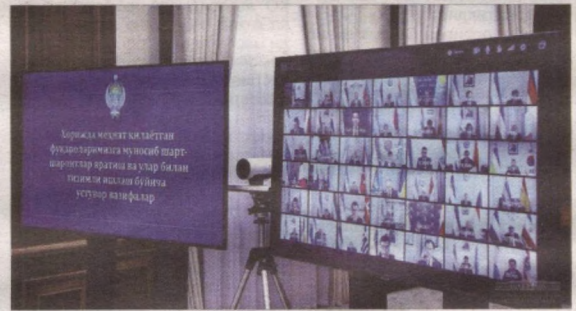 Хорижда меҳнат қилаётган
фуқароларимизга муносиб шарт-
шароитлар яратиш ва улар билан
тизимли ишлаш бўйича
устувор вазифалар